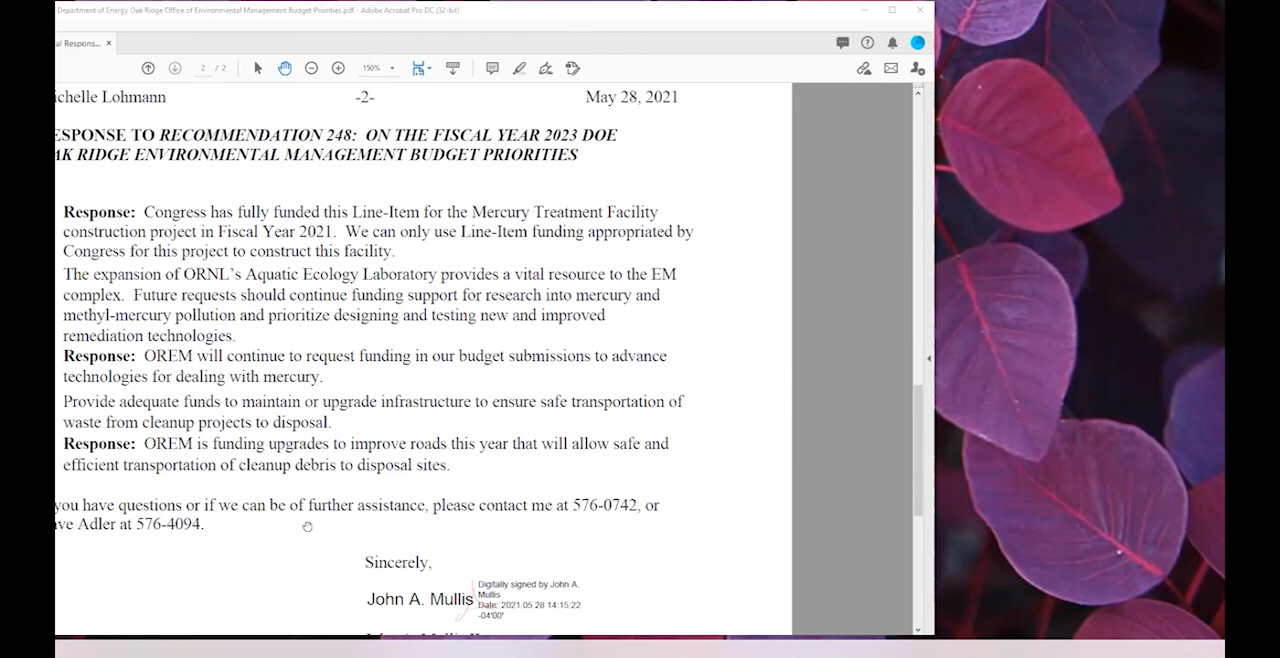 Department of Energy Oak Ridge Office of Environmental Management Budget Priorities.pdf - Adobe Acrobat Pro DC (32-bit)
al Respons... ×
2 / 2
150%
ichelle Lohmann -2- May 28, 2021
ESPONSE TO RECOMMENDATION 248: ON THE FISCAL YEAR 2023 DOE
AK RIDGE ENVIRONMENTAL MANAGEMENT BUDGET PRIORITIES
Response: Congress has fully funded this Line-Item for the Mercury Treatment Facility
construction project in Fiscal Year 2021. We can only use Line-Item funding appropriated by
Congress for this project to construct this facility.
The expansion of ORNL's Aquatic Ecology Laboratory provides a vital resource to the EM
complex. Future requests should continue funding support for research into mercury and
methyl-mercury pollution and prioritize designing and testing new and improved
remediation technologies.
Response: OREM will continue to request funding in our budget submissions to advance
technologies for dealing with mercury.
Provide adequate funds to maintain or upgrade infrastructure to ensure safe transportation of
waste from cleanup projects to disposal.
Response: OREM is funding upgrades to improve roads this year that will allow safe and
efficient transportation of cleanup debris to disposal sites.
you have questions or if we can be of further assistance, please contact me at 576-0742, or
ve Adler at 576-4094.
Sincerely,
John A. Mullis
Digitally signed by John A.
Mullis
Date: 2021.05.28 14:15:22
-04'00'